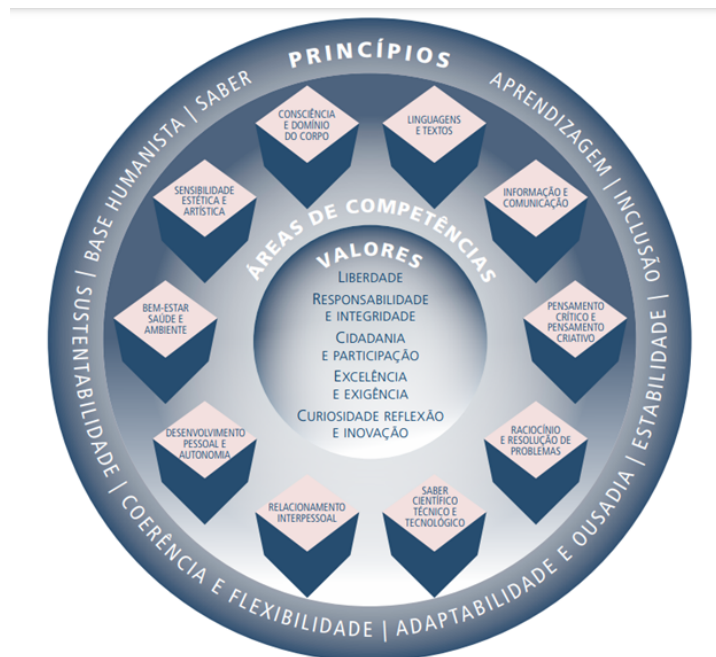 PRINCÍPIOS
APRENDIZAGEM | INCLUSÃO | ESTABILIDADE | ADAPTABILIDADE E OUSADIA | COERÊNCIA E FLEXIBILIDADE | SUSTENTABILIDADE | BASE HUMANISTA | SABER
CONSCIÊNCIA
E DOMÍNIO
DO CORPO
LINGUAGENS
E TEXTOS
INFORMAÇÃO E
COMUNICAÇÃO
PENSAMENTO
CRÍTICO E
PENSAMENTO
CRIATIVO
RACIOCÍNIO
E RESOLUÇÃO DE
PROBLEMAS
SABER
CIENTÍFICO
TÉCNICO E
TECNOLÓGICO
RELACIONAMENTO
INTERPESSOAL
DESENVOLVIMENTO
PESSOAL E
AUTONOMIA
BEM-ESTAR
SAÚDE E
AMBIENTE
SENSIBILIDADE
ESTÉTICA E
ARTÍSTICA
ÁREAS DE COMPETÊNCIAS
VALORES
LIBERDADE
RESPONSABILIDADE
E INTEGRIDADE
CIDADANIA
E PARTICIPAÇÃO
EXCELÊNCIA
E EXIGÊNCIA
CURIOSIDADE REFLEXÃO
E INOVAÇÃO